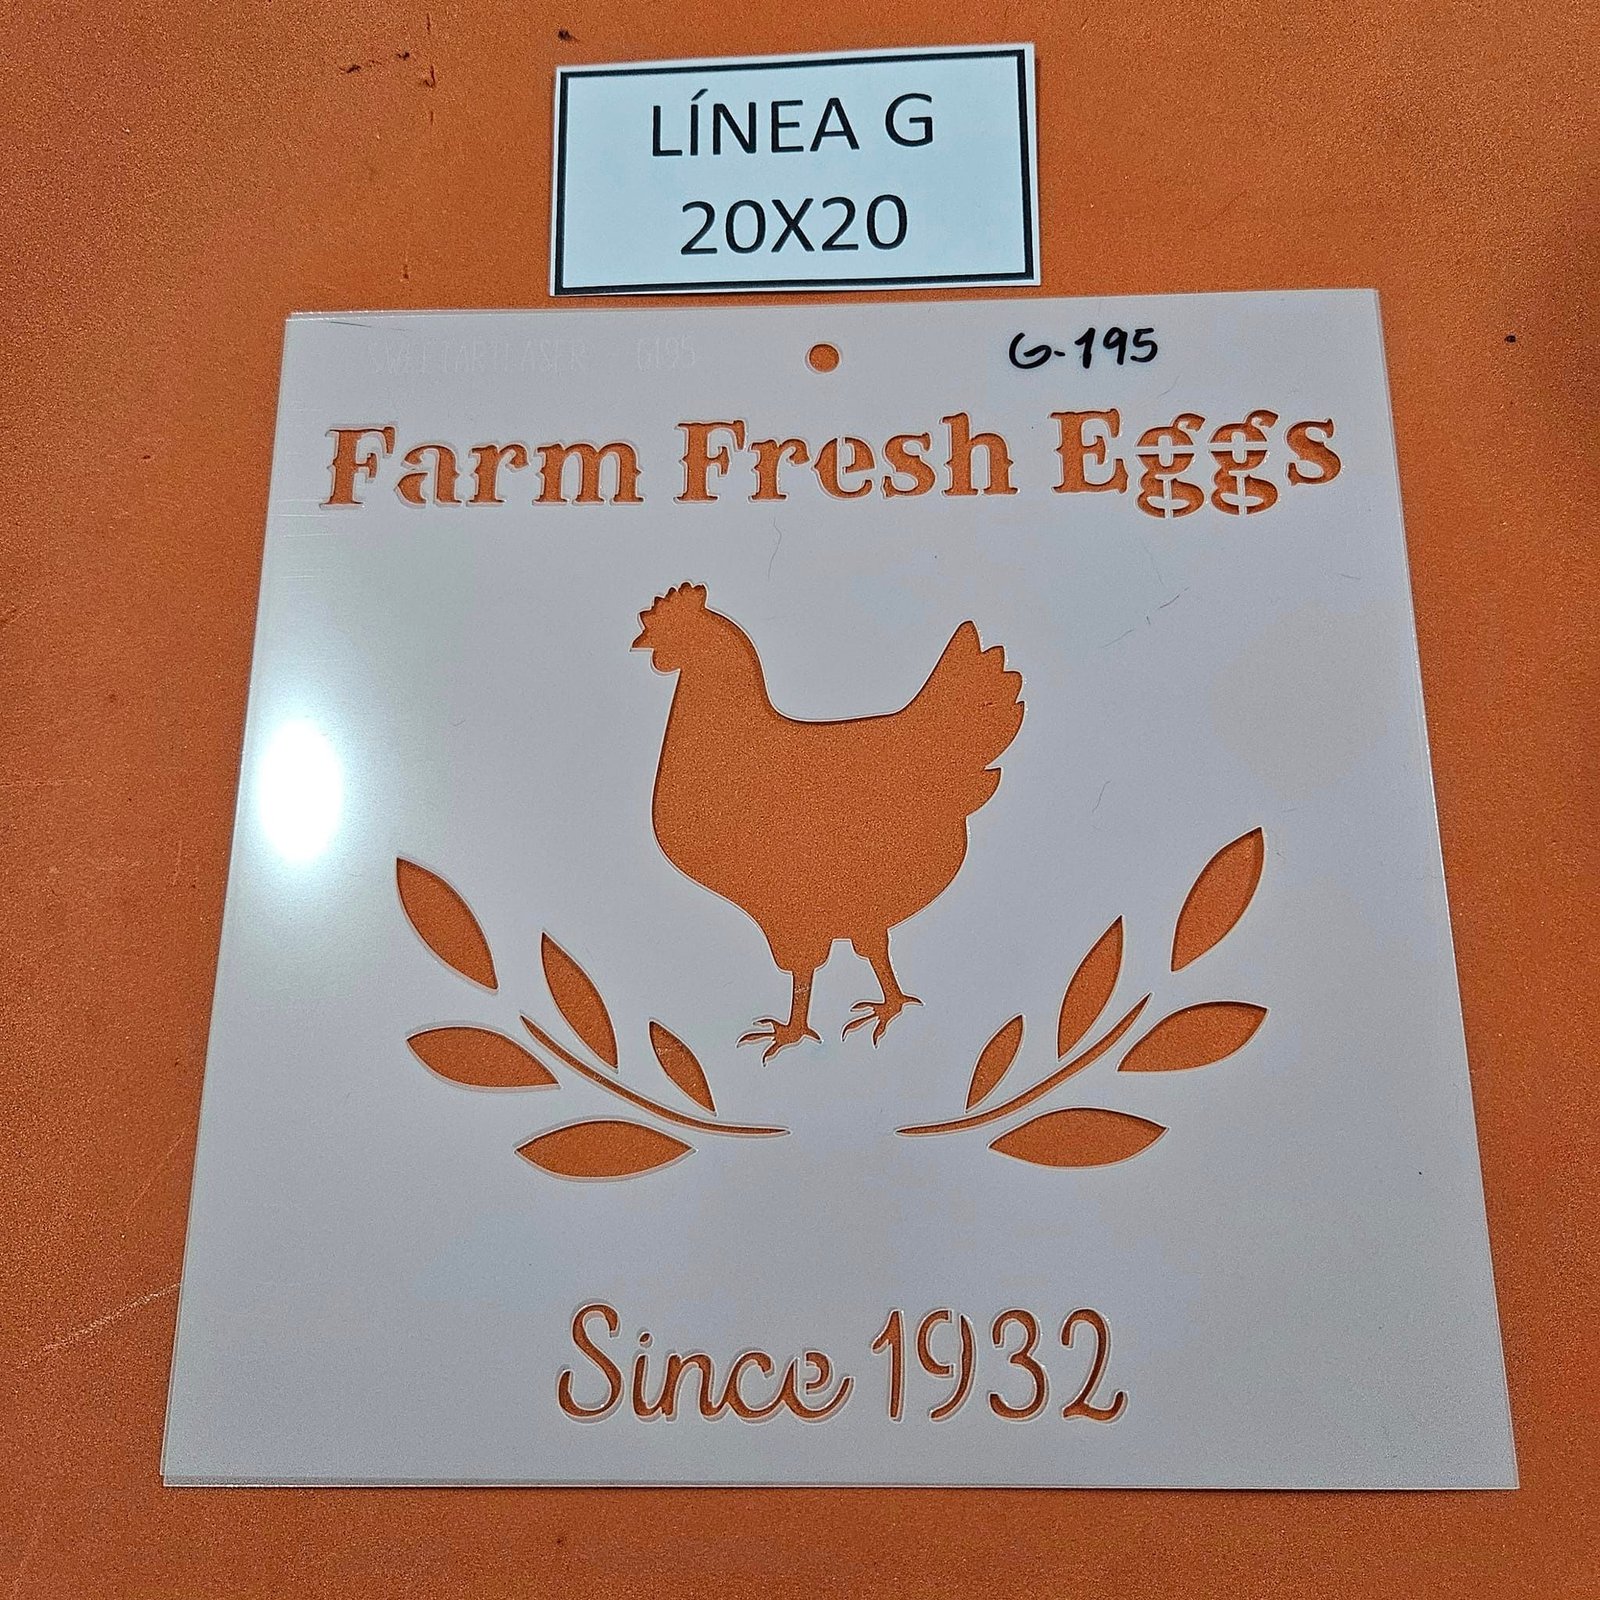 LÍNEA G
20X20
G-195
Farm Fresh Eggs
Since 1932